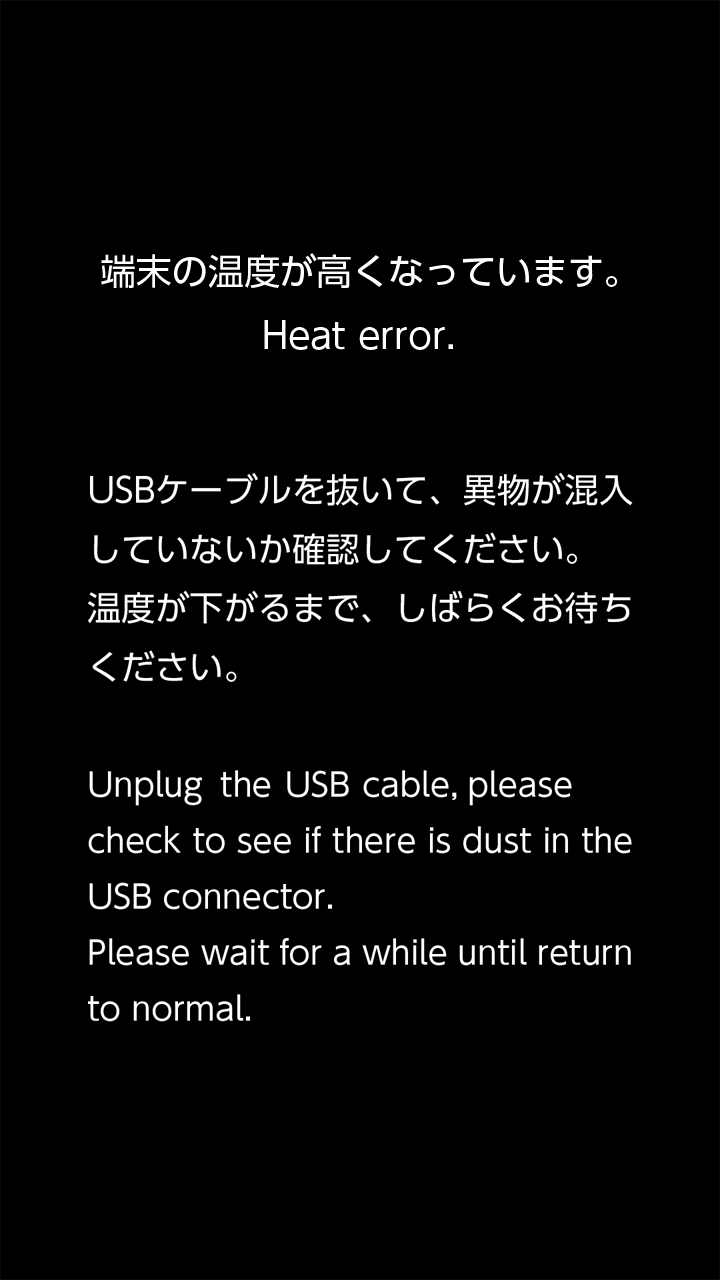 端末の温度が高くなっています。
Heat error.
USBケーブルを抜いて、異物が混入
していないか確認してください。
温度が下がるまで、しばらくお待ち
ください。
Unplug the USB cable, please
check to see if there is dust in the
USB connector.
Please wait for a while until return
to normal.